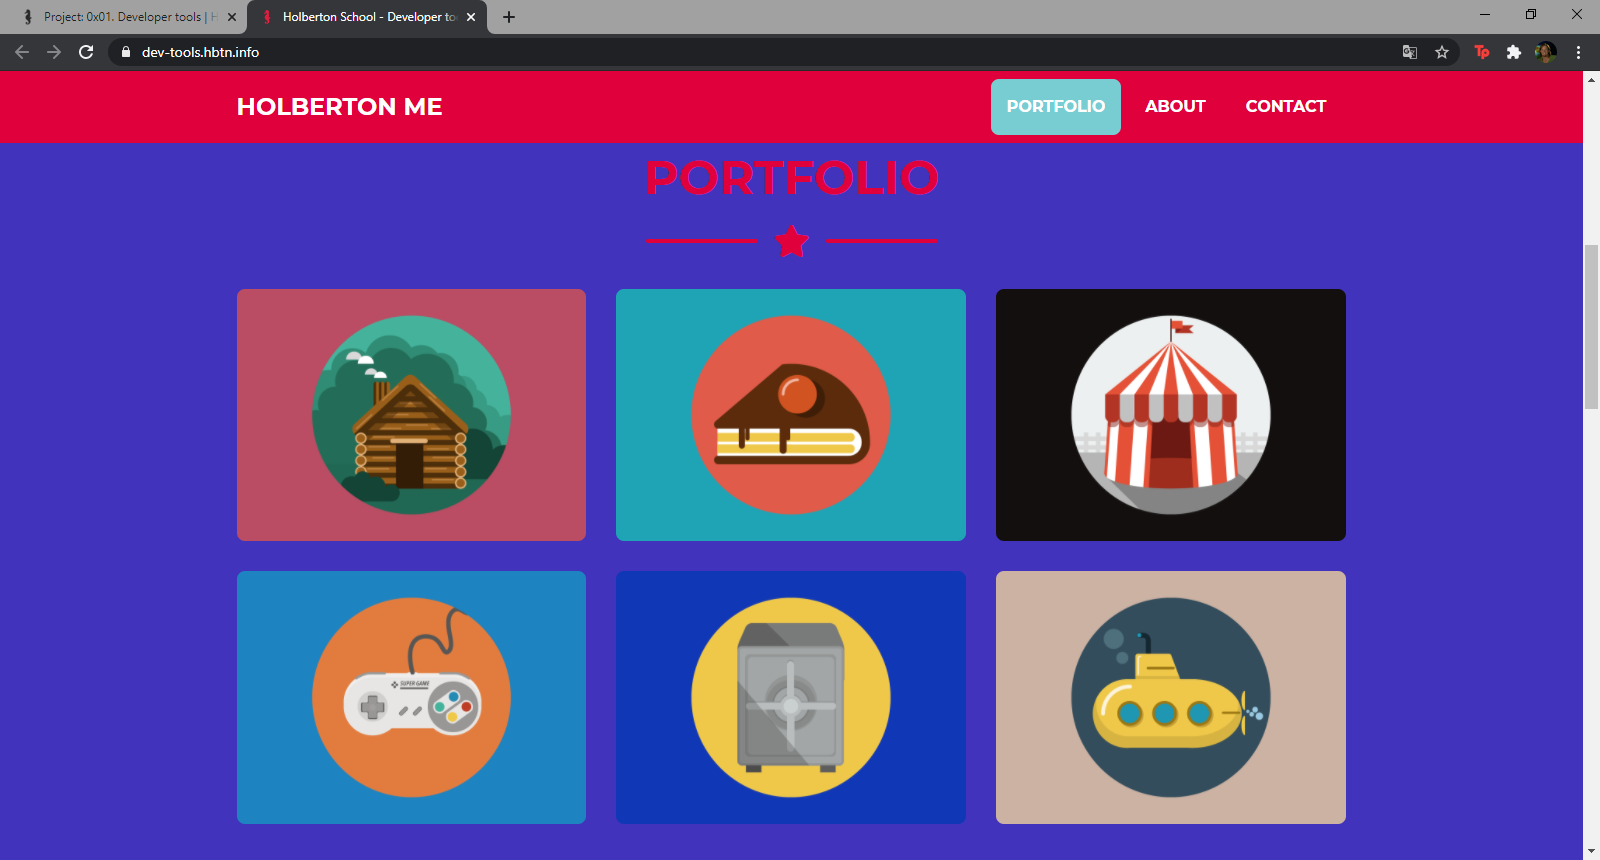 Project: 0x01. Developer tools | H
Holberton School - Developer to
dev-tools.hbtn.info
Tp
HOLBERTON ME
PORTFOLIO
ABOUT
CONTACT
PORTFOLIO
SUPER GAME